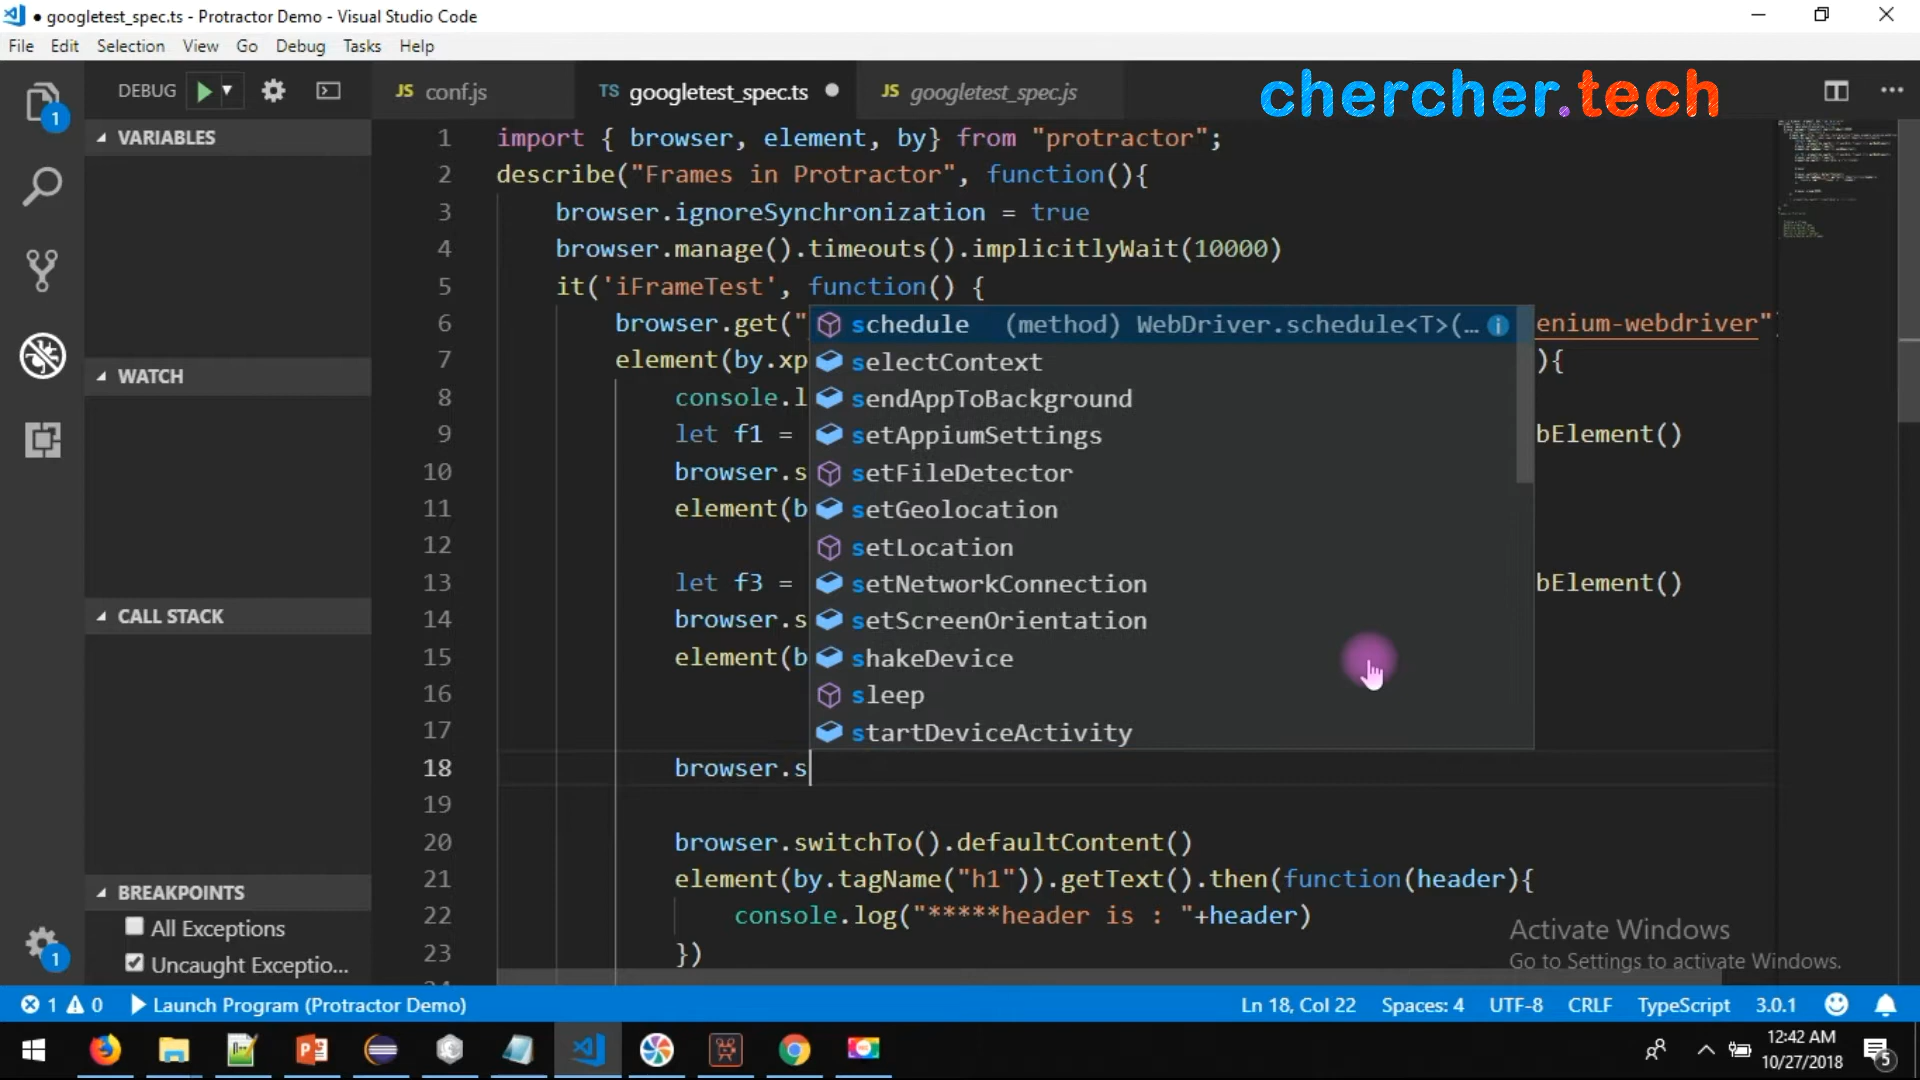 googletest_spec.ts - Protractor Demo - Visual Studio Code
File Edit Selection View Go Debug Tasks Help
DEBUG
JS conf.js
TS googletest_spec.ts
JS googletest_spec.js
chercher.tech
1
VARIABLES
WATCH
CALL STACK
BREAKPOINTS
All Exceptions
Uncaught Exceptio...
1
1 import { browser, element, by} from "protractor";
2 describe("Frames in Protractor", function(){
3 browser.ignoreSynchronization = true
4 browser.manage().timeouts().implicitlyWait(10000)
5 it('iFrameTest', function() {
6 browser.get(" enium-webdriver"
7 element(by.xp ){
8 console.l
9 let f1 = bElement()
10 browser.s
11 element(b
12
13 let f3 = bElement()
14 browser.s
15 element(b
16
17
18 browser.s
19
20 browser.switchTo().defaultContent()
21 element(by.tagName("h1")).getText().then(function(header){
22 console.log("*****header is : "+header)
23 })
schedule (method) WebDriver.schedule<T>(…
selectContext
sendAppToBackground
setAppiumSettings
setFileDetector
setGeolocation
setLocation
setNetworkConnection
setScreenOrientation
shakeDevice
sleep
startDeviceActivity
Activate Windows
Go to Settings to activate Windows.
1 0 Launch Program (Protractor Demo) Ln 18, Col 22 Spaces: 4 UTF-8 CRLF TypeScript 3.0.1
12:42 AM
10/27/2018
5